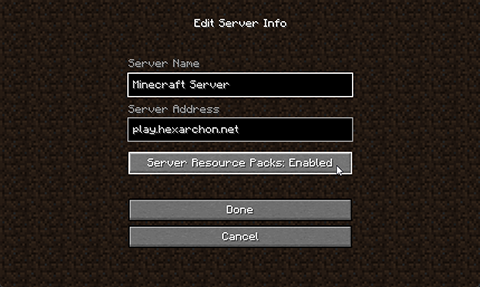 Edit Server Info
Server Name
Minecraft Server
Server Address
play.hexarchon.net
Server Resource Packs: Enabled
Done
Cancel